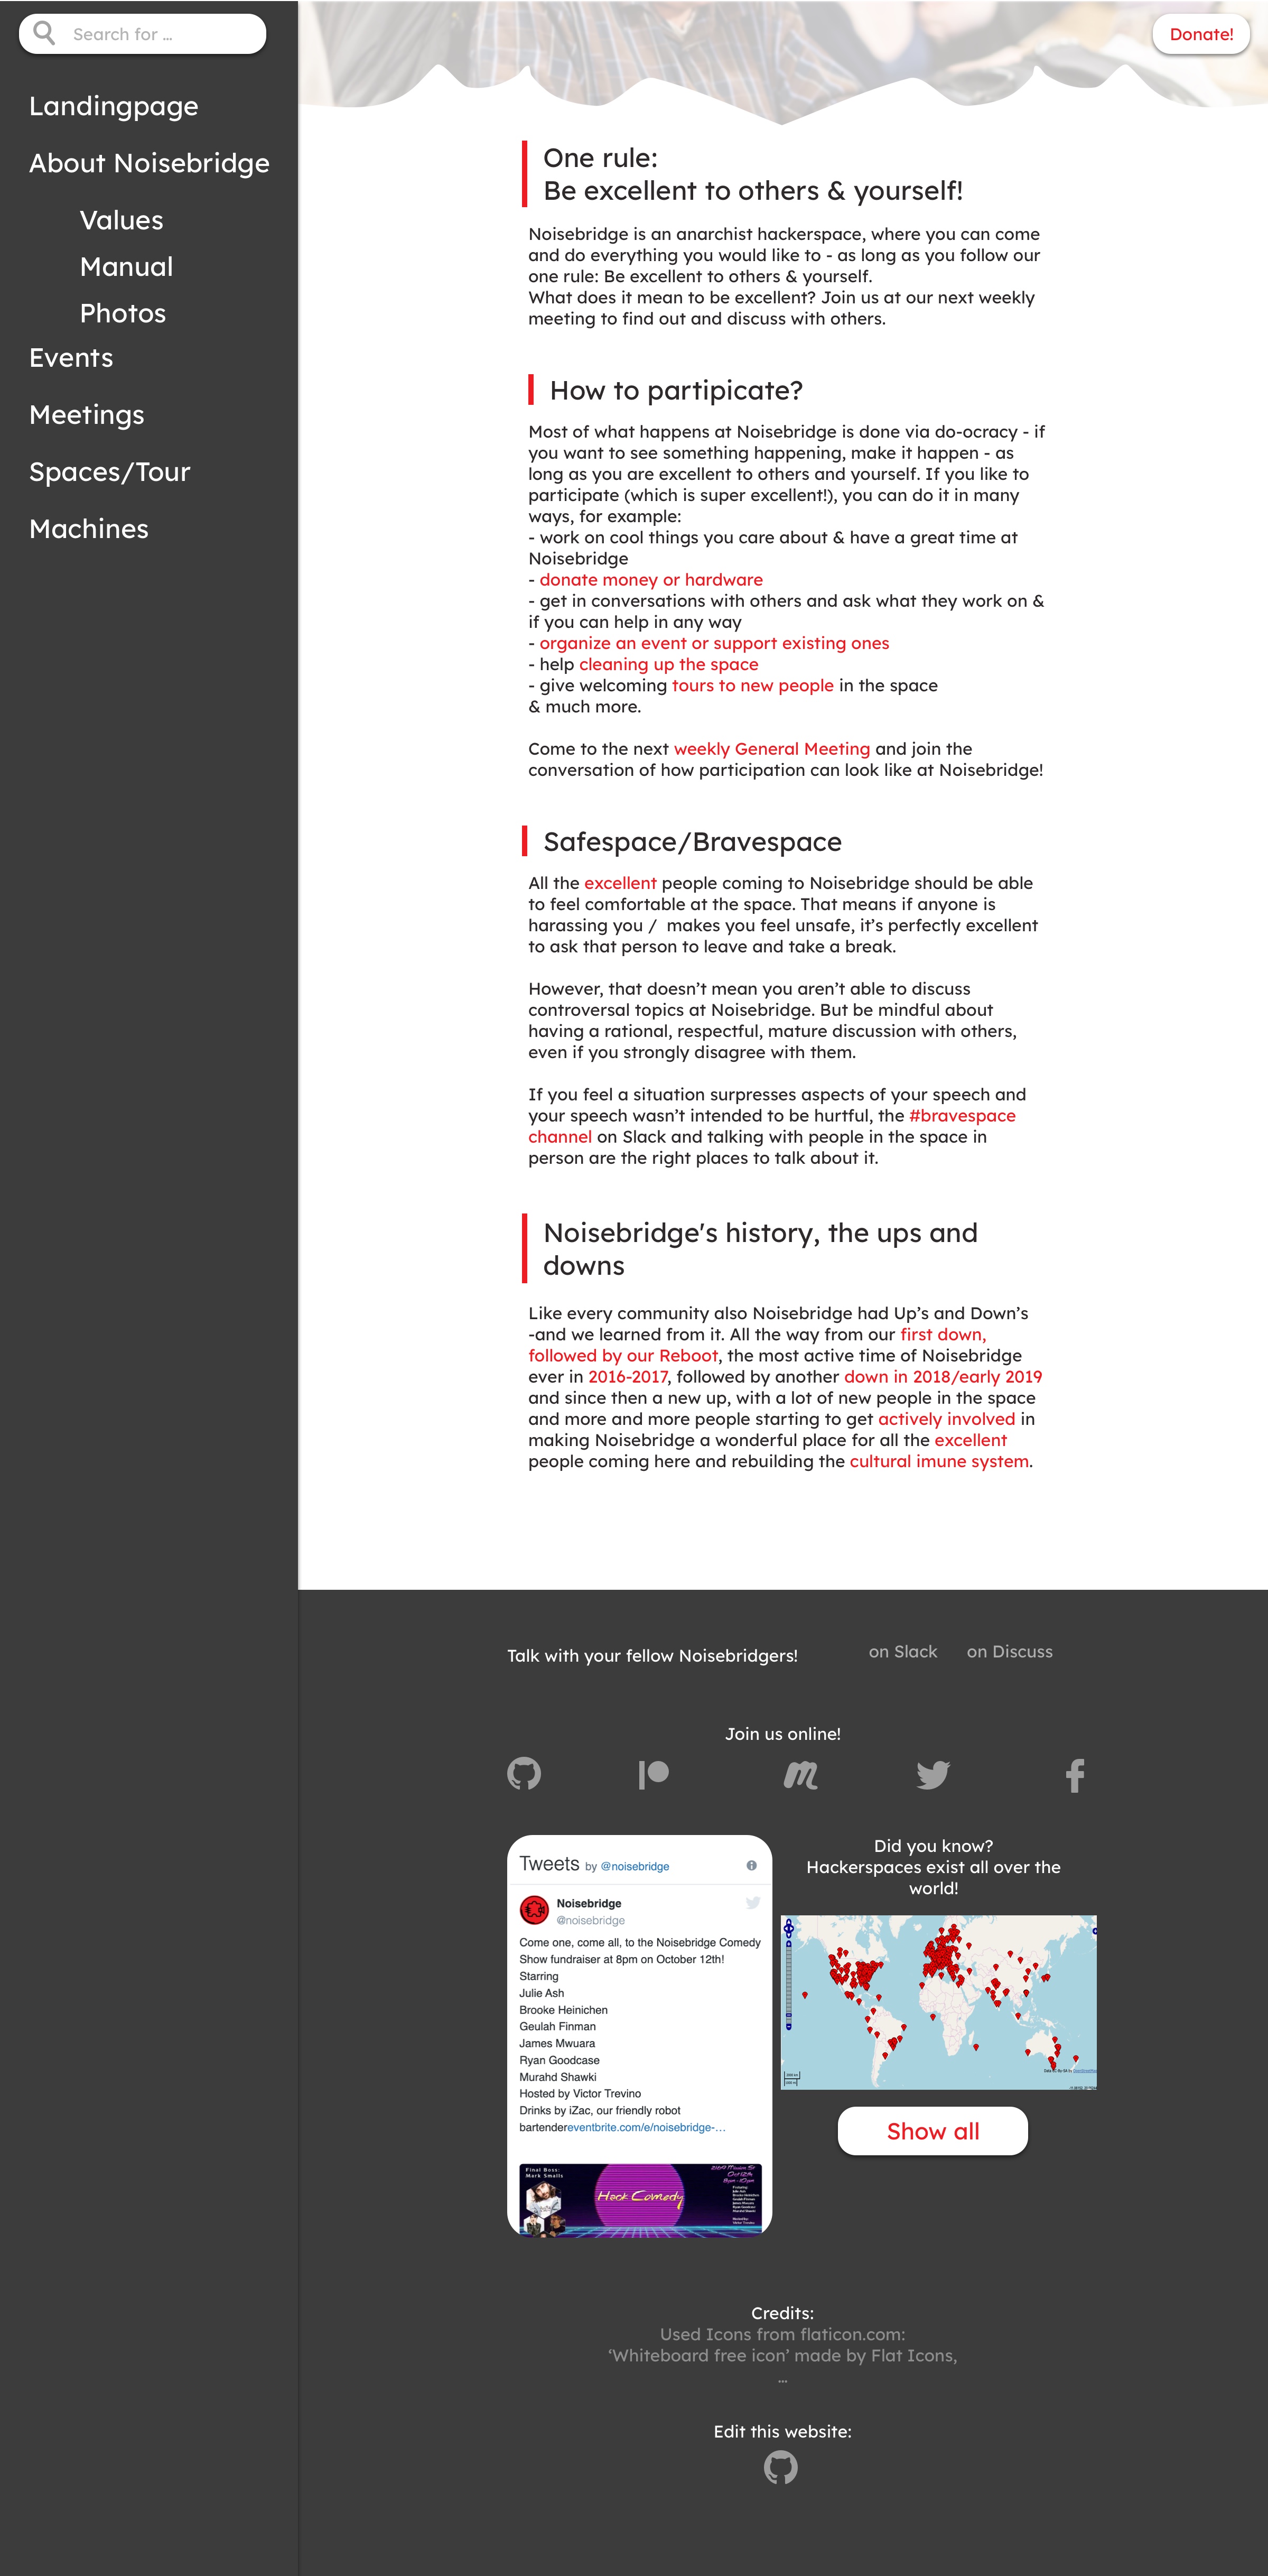 Search for ...
Donate!
Landingpage
About Noisebridge
Values
Manual
Photos
Events
Meetings
Spaces/Tour
Machines
One rule:
Be excellent to others & yourself!
Noisebridge is an anarchist hackerspace, where you can come
and do everything you would like to - as long as you follow our
one rule: Be excellent to others & yourself.
What does it mean to be excellent? Join us at our next weekly
meeting to find out and discuss with others.
How to partipicate?
Most of what happens at Noisebridge is done via do-ocracy - if
you want to see something happening, make it happen - as
long as you are excellent to others and yourself. If you like to
participate (which is super excellent!), you can do it in many
ways, for example:
- work on cool things you care about & have a great time at
Noisebridge
- donate money or hardware
- get in conversations with others and ask what they work on &
if you can help in any way
- organize an event or support existing ones
- help cleaning up the space
- give welcoming tours to new people in the space
& much more.
Come to the next weekly General Meeting and join the
conversation of how participation can look like at Noisebridge!
Safespace/Bravespace
All the excellent people coming to Noisebridge should be able
to feel comfortable at the space. That means if anyone is
harassing you /  makes you feel unsafe, it’s perfectly excellent
to ask that person to leave and take a break.
However, that doesn’t mean you aren’t able to discuss
controversal topics at Noisebridge. But be mindful about
having a rational, respectful, mature discussion with others,
even if you strongly disagree with them.
If you feel a situation surpresses aspects of your speech and
your speech wasn’t intended to be hurtful, the #bravespace
channel on Slack and talking with people in the space in
person are the right places to talk about it.
Noisebridge's history, the ups and
downs
Like every community also Noisebridge had Up’s and Down’s
-and we learned from it. All the way from our first down,
followed by our Reboot, the most active time of Noisebridge
ever in 2016-2017, followed by another down in 2018/early 2019
and since then a new up, with a lot of new people in the space
and more and more people starting to get actively involved in
making Noisebridge a wonderful place for all the excellent
people coming here and rebuilding the cultural imune system.
Talk with your fellow Noisebridgers!
on Slack
on Discuss
Join us online!
Tweets by @noisebridge
Noisebridge
@noisebridge
Come one, come all, to the Noisebridge Comedy
Show fundraiser at 8pm on October 12th!
Starring
Julie Ash
Brooke Heinichen
Geulah Finman
James Mwuara
Ryan Goodcase
Murahd Shawki
Hosted by Victor Trevino
Drinks by iZac, our friendly robot
bartendereventbrite.com/e/noisebridge-…
Final Boss:
Mark Smalls
Hack Comedy
2169 Mission St
Oct 12th
8pm - 10pm
Did you know?
Hackerspaces exist all over the
world!
Show all
Credits:
Used Icons from flaticon.com:
‘Whiteboard free icon’ made by Flat Icons,
...
Edit this website: